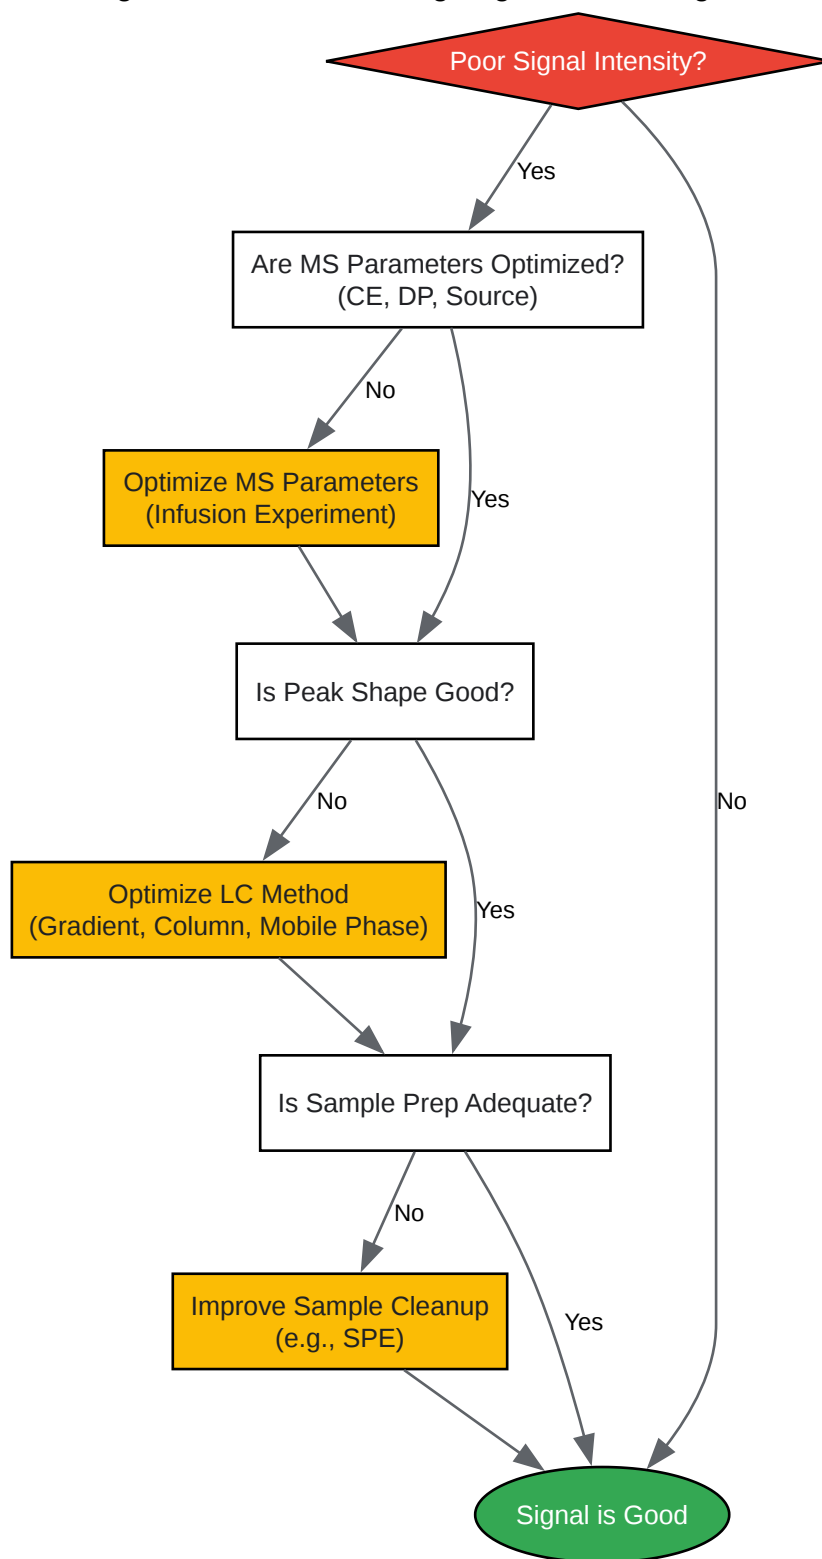 Poor Signal Intensity?
Yes
Are MS Parameters Optimized?
(CE, DP, Source)
No
Optimize MS Parameters
(Infusion Experiment)
Yes
Is Peak Shape Good?
No
No
Optimize LC Method
(Gradient, Column, Mobile Phase)
Yes
Is Sample Prep Adequate?
No
Improve Sample Cleanup
(e.g., SPE)
Yes
Signal is Good